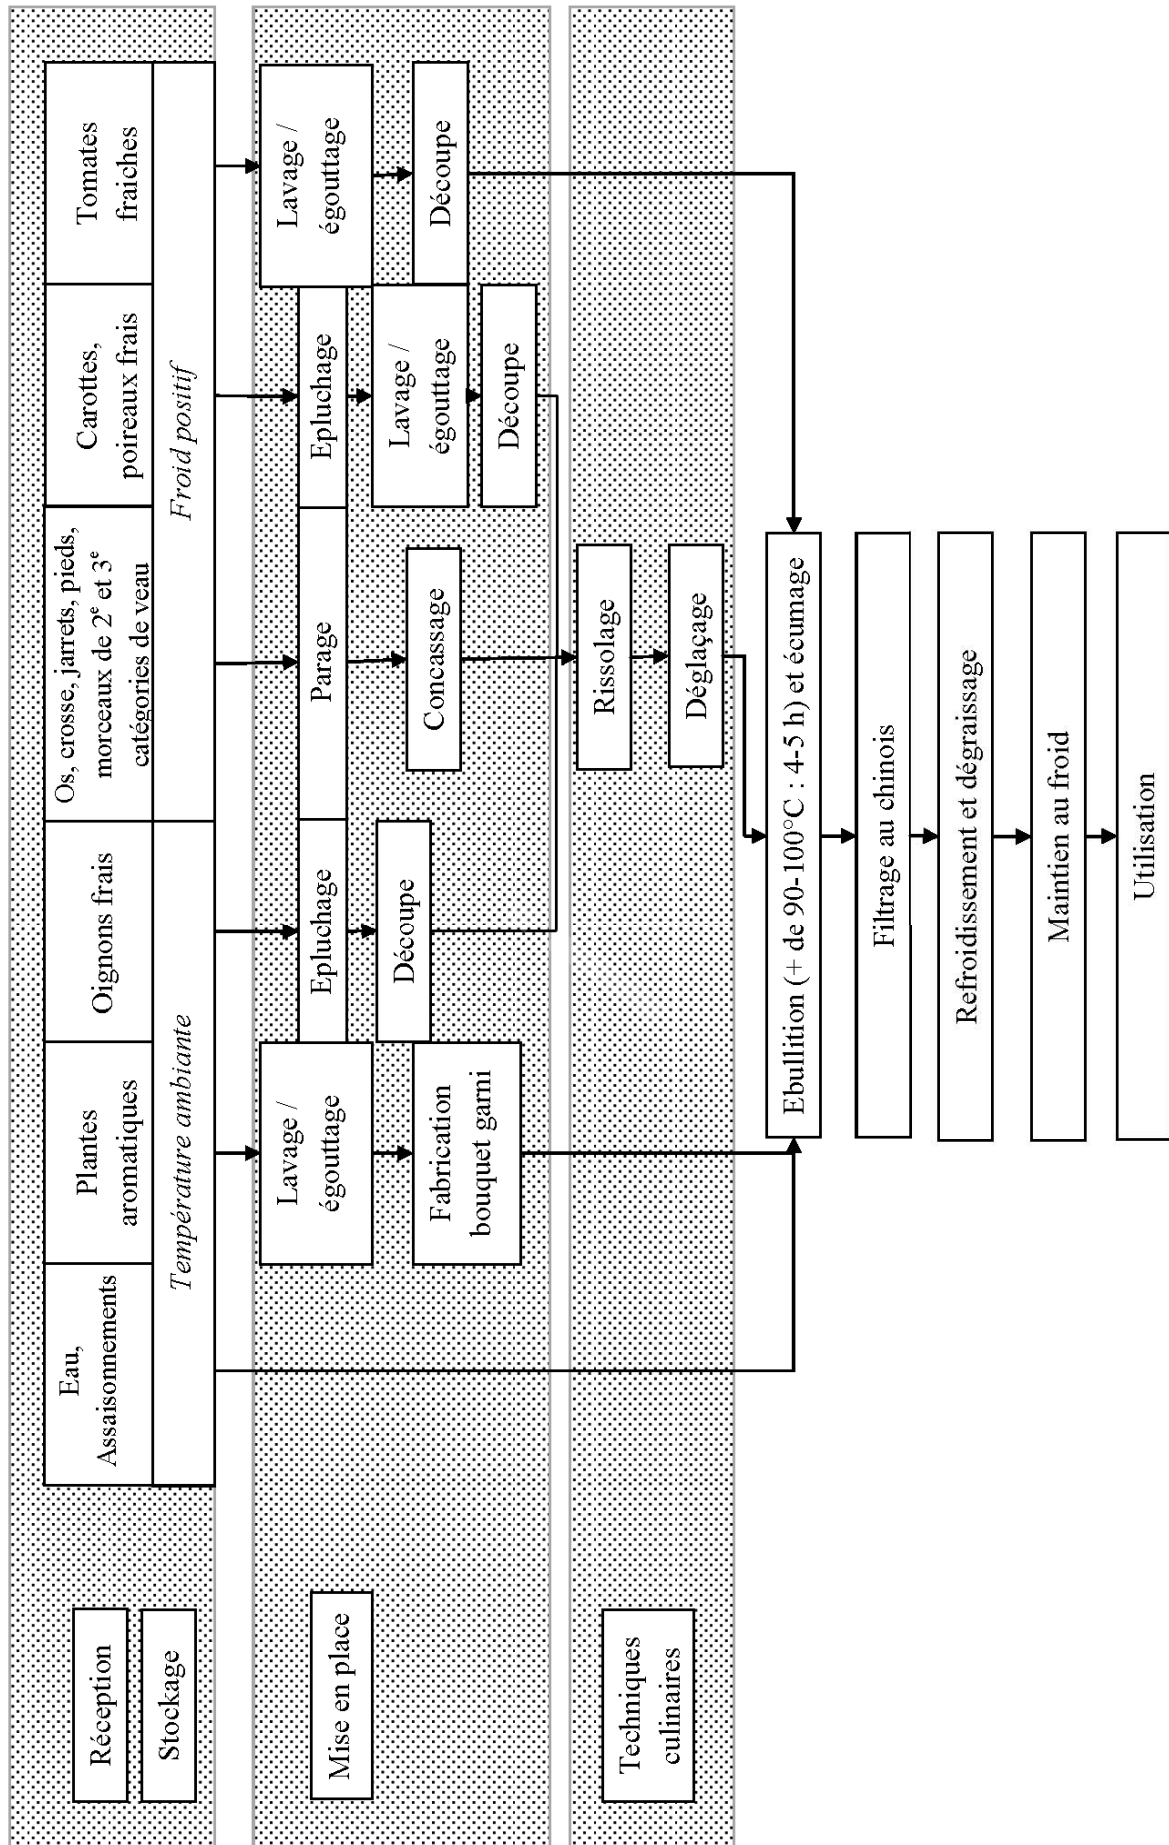 Réception
Stockage
Eau,
Assaisonnements
Plantes
aromatiques
Oignons frais
Os, crosse, jarrets, pieds,
morceaux de 2e et 3e
catégories de veau
Carottes,
poireaux frais
Tomates
fraiches
Température ambiante
Froid positif
Mise en place
Lavage /
égouttage
Fabrication
bouquet garni
Epluchage
Découpe
Parage
Concassage
Epluchage
Lavage /
égouttage
Découpe
Lavage /
égouttage
Découpe
Techniques
culinaires
Rissolage
Déglaçage
Ebullition (+ de 90-100°C : 4-5 h) et écumage
Filtrage au chinois
Refroidissement et dégraissage
Maintien au froid
Utilisation